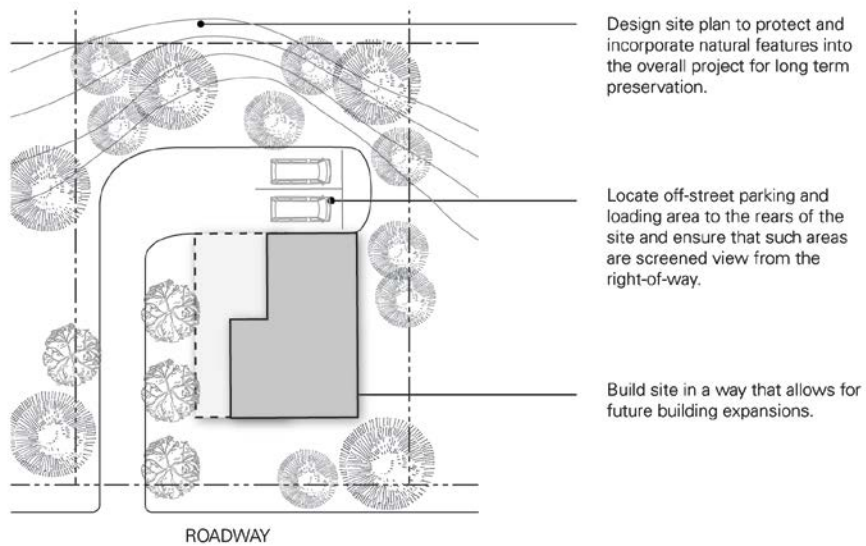 Design site plan to protect and
incorporate natural features into
the overall project for long term
preservation.
Locate off-street parking and
loading area to the rears of the
site and ensure that such areas
are screened view from the
right-of-way.
Build site in a way that allows for
future building expansions.
ROADWAY